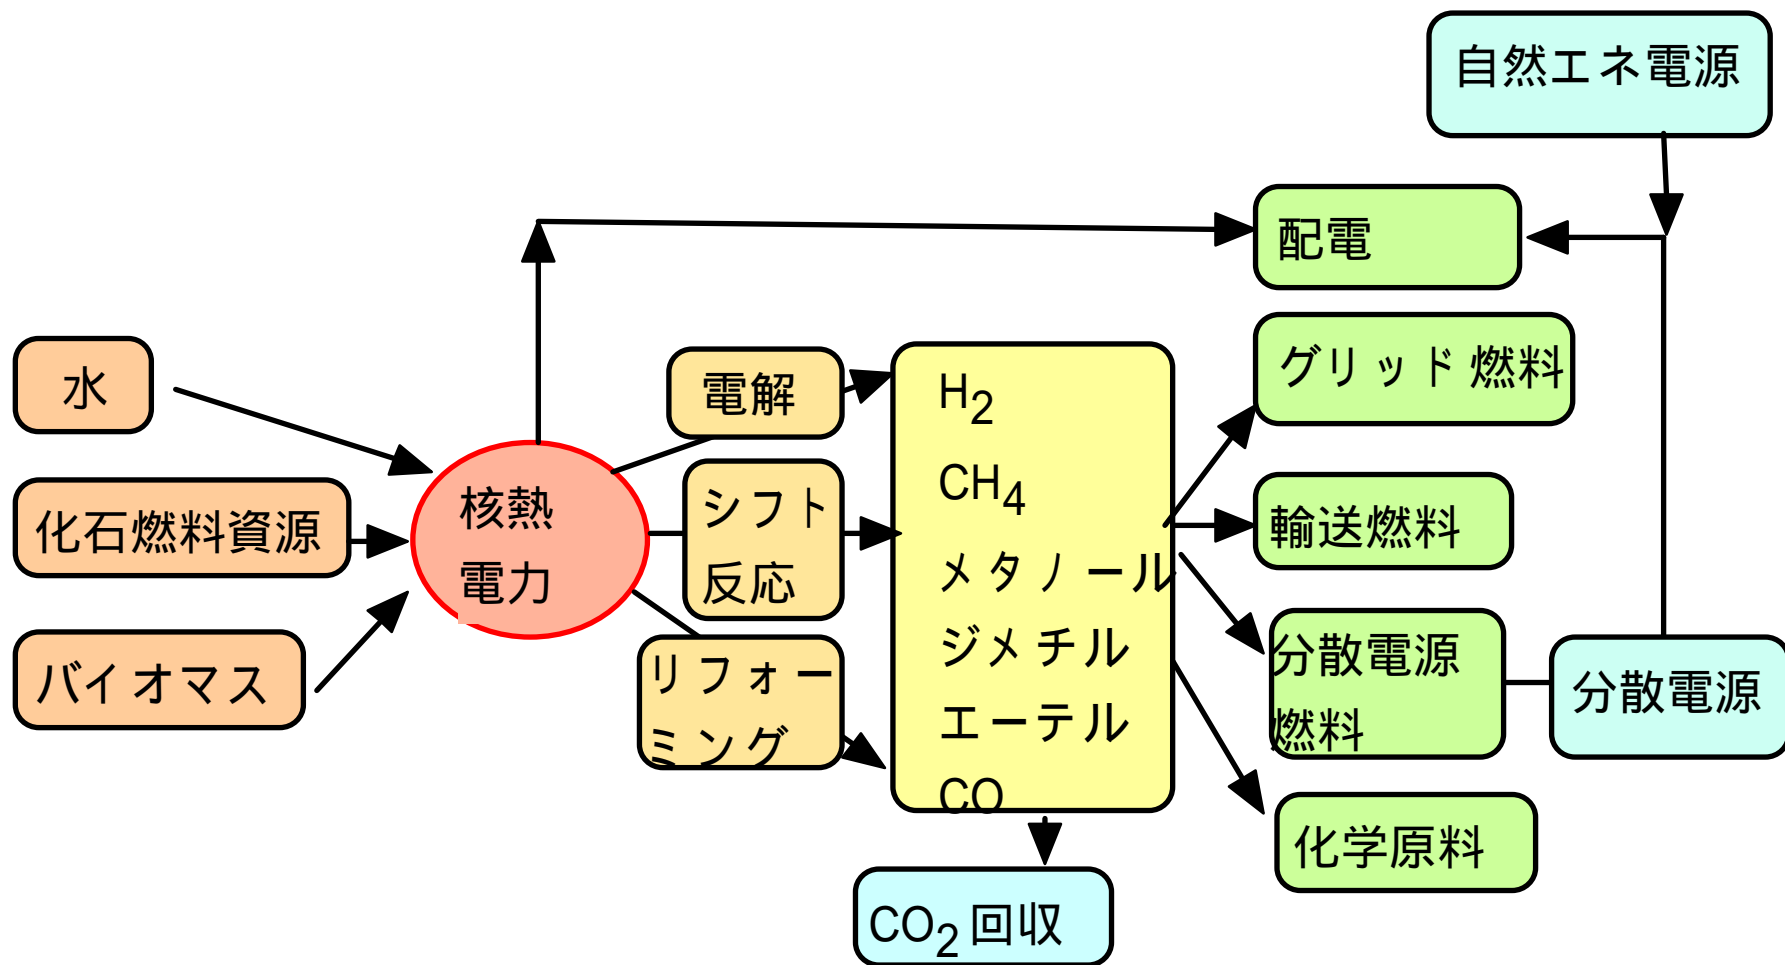 自然エネ電源
配電
水
化石燃料資源
バイオマス
核熱
電力
電解
シフト
反応
リフォー
ミング
H2
CH4
メタノール
ジメチル
エーテル
CO
CO2回収
グリッド燃料
輸送燃料
分散電源
燃料
化学原料
分散電源